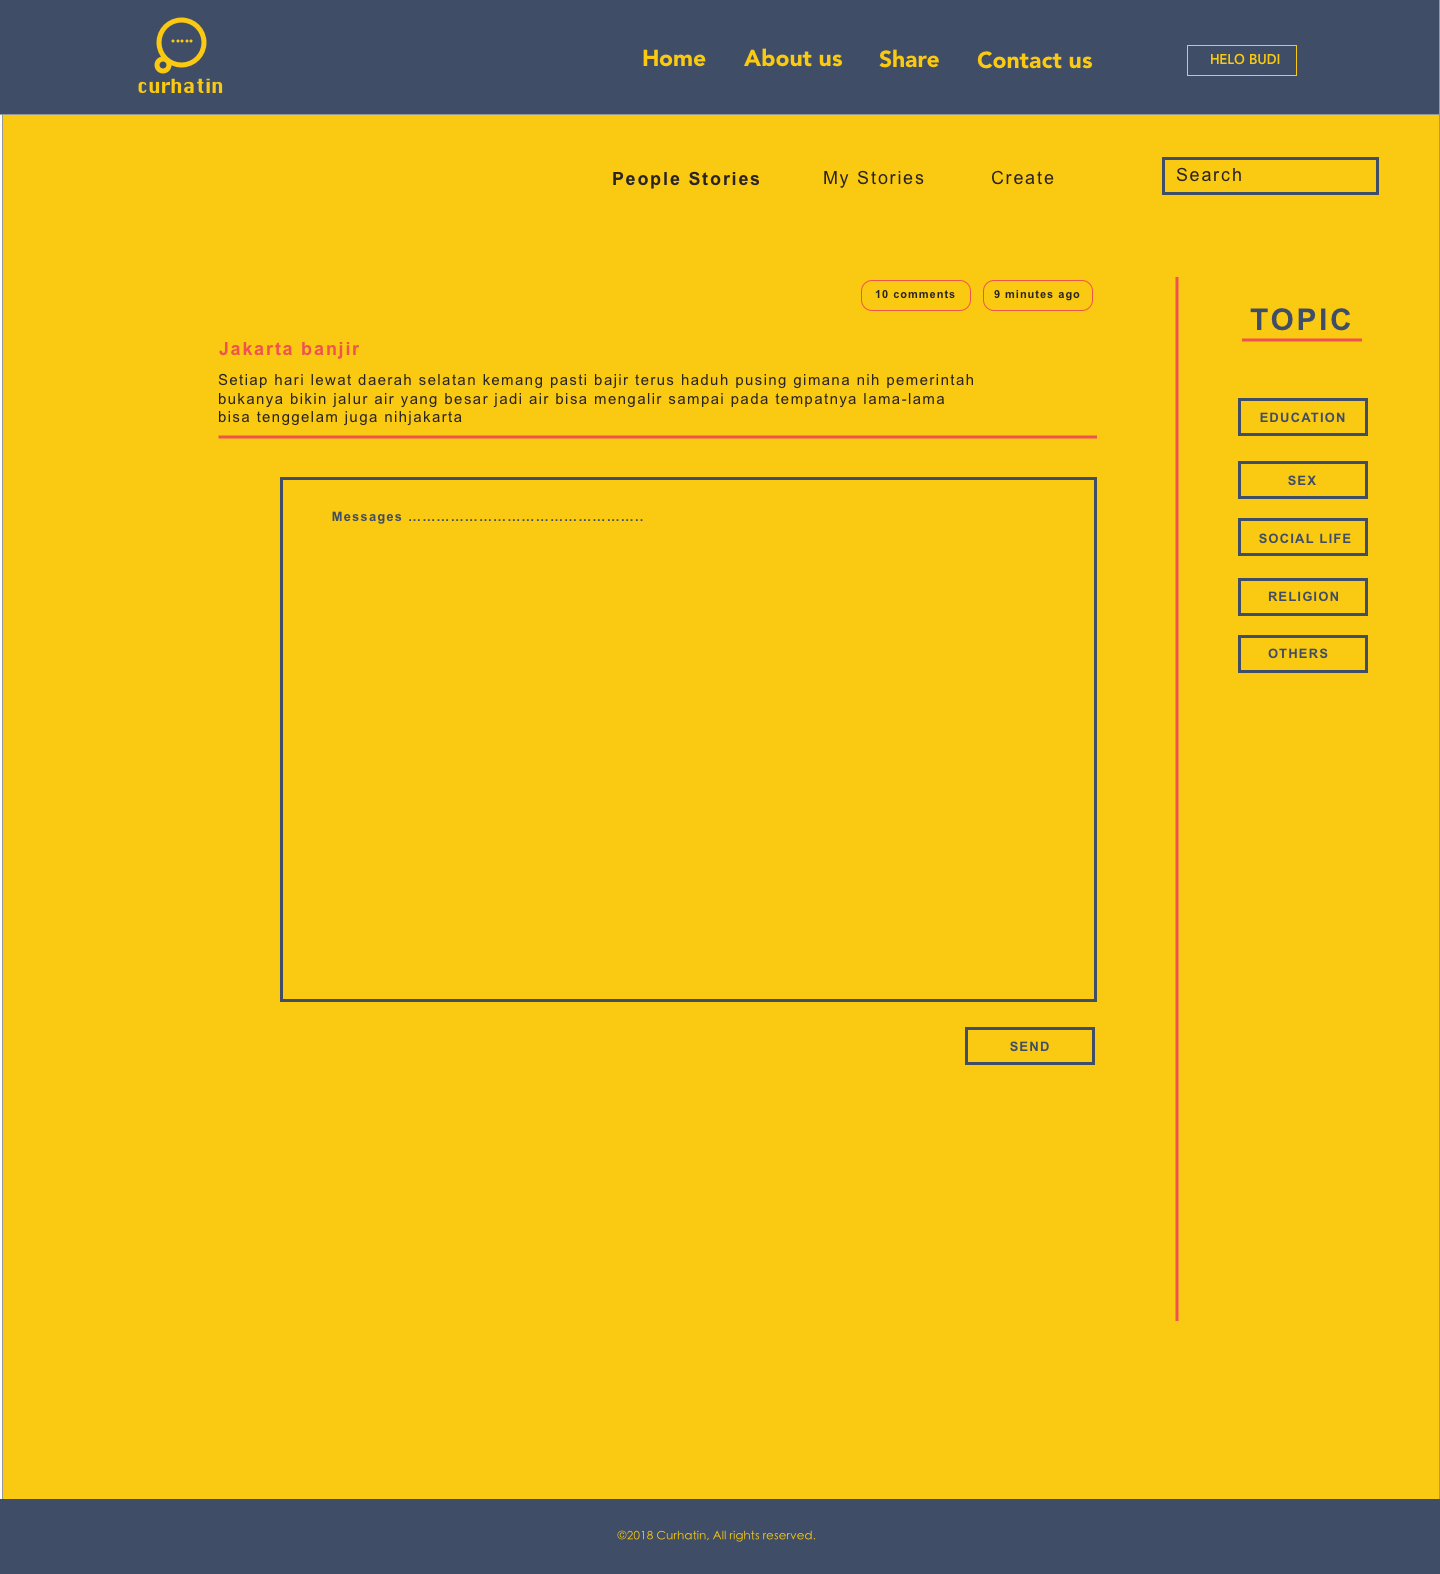 curhatin
Home
About us
Share
Contact us
HELO BUDI
People Stories
My Stories
Create
Search
10 comments
9 minutes ago
Jakarta banjir
Setiap hari lewat daerah selatan kemang pasti bajir terus haduh pusing gimana nih pemerintah
bukanya bikin jalur air yang besar jadi air bisa mengalir sampai pada tempatnya lama-lama
bisa tenggelam juga nihjakarta
Messages ................................................
SEND
TOPIC
EDUCATION
SEX
SOCIAL LIFE
RELIGION
OTHERS
©2018 Curhatin. All rights reserved.